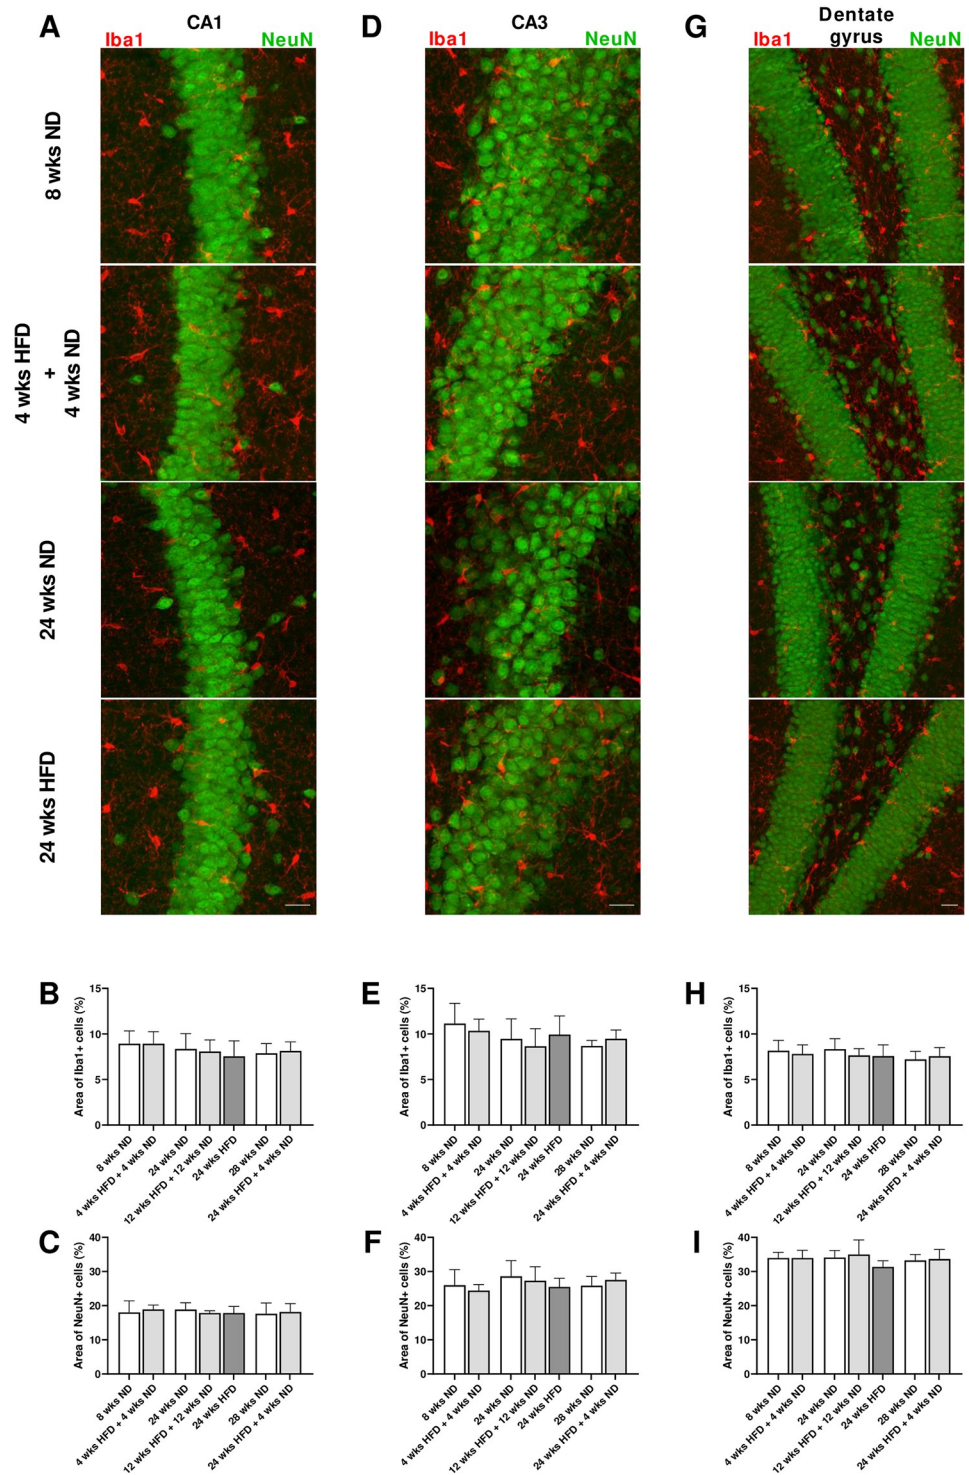 A
CA1
Iba1
NeuN
D
CA3
Iba1
NeuN
G
Dentate
gyrus
Iba1
NeuN
8 wks ND
4 wks HFD
+
4 wks ND
24 wks ND
24 wks HFD
B
Area of Iba1+ cells (%)
15
10
5
0
8 wks ND
4 wks HFD + 4 wks ND
24 wks ND
12 wks HFD + 12 wks ND
24 wks HFD
28 wks ND
24 wks HFD + 4 wks ND
E
Area of Iba1+ cells (%)
15
10
5
0
8 wks ND
4 wks HFD + 4 wks ND
24 wks ND
12 wks HFD + 12 wks ND
24 wks HFD
28 wks ND
24 wks HFD + 4 wks ND
H
Area of Iba1+ cells (%)
15
10
5
0
8 wks ND
4 wks HFD + 4 wks ND
24 wks ND
12 wks HFD + 12 wks ND
24 wks HFD
28 wks ND
24 wks HFD + 4 wks ND
C
Area of NeuN+ cells (%)
40
30
20
10
0
8 wks ND
4 wks HFD + 4 wks ND
24 wks ND
12 wks HFD + 12 wks ND
24 wks HFD
28 wks ND
24 wks HFD + 4 wks ND
F
Area of NeuN+ cells (%)
40
30
20
10
0
8 wks ND
4 wks HFD + 4 wks ND
24 wks ND
12 wks HFD + 12 wks ND
24 wks HFD
28 wks ND
24 wks HFD + 4 wks ND
I
Area of NeuN+ cells (%)
40
30
20
10
0
8 wks ND
4 wks HFD + 4 wks ND
24 wks ND
12 wks HFD + 12 wks ND
24 wks HFD
28 wks ND
24 wks HFD + 4 wks ND